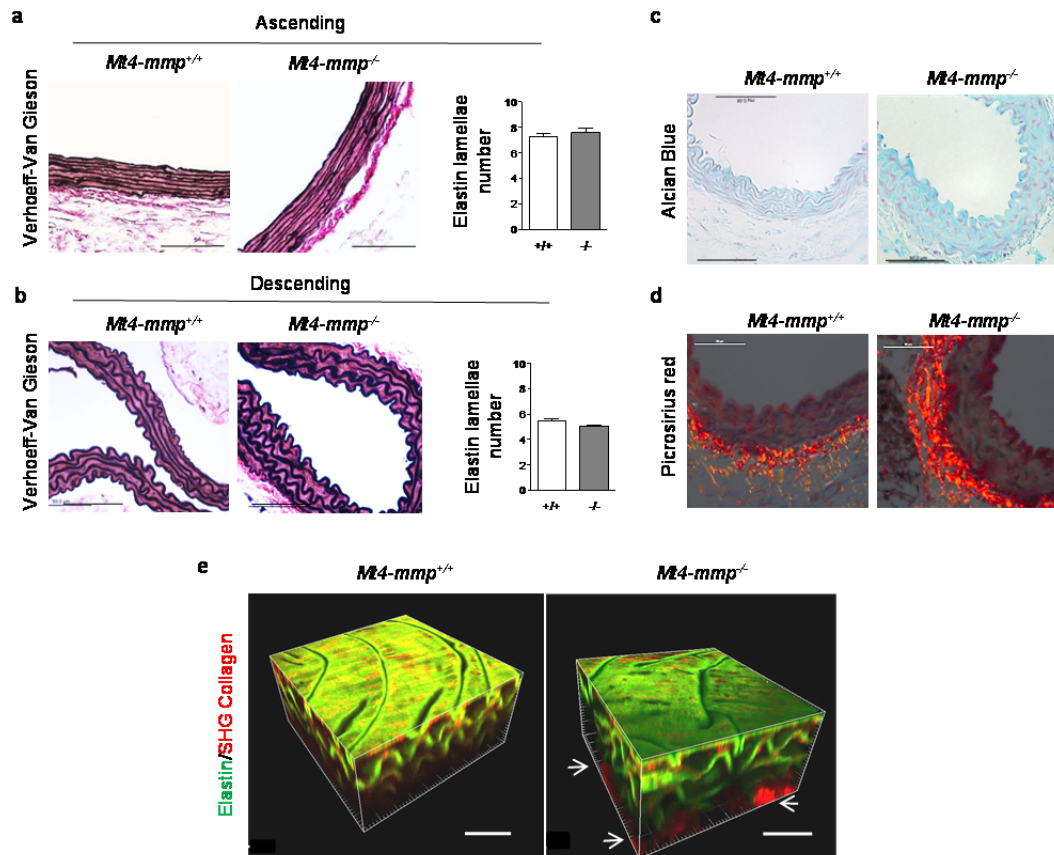 a
Ascending
Mt4-mmp+/+
Mt4-mmp-/-
Verhoeff-Van Gieson
Elastin lamellae
number
10
8
6
4
2
0
+/+
-/-
b
Descending
Mt4-mmp+/+
Mt4-mmp-/-
Verhoeff-Van Gieson
Elastin lamellae
number
10
8
6
4
2
0
+/+
-/-
c
Mt4-mmp+/+
Mt4-mmp-/-
Alcian Blue
d
Mt4-mmp+/+
Mt4-mmp-/-
Picrosirius red
e
Mt4-mmp+/+
Mt4-mmp-/-
Elastin/SHG Collagen